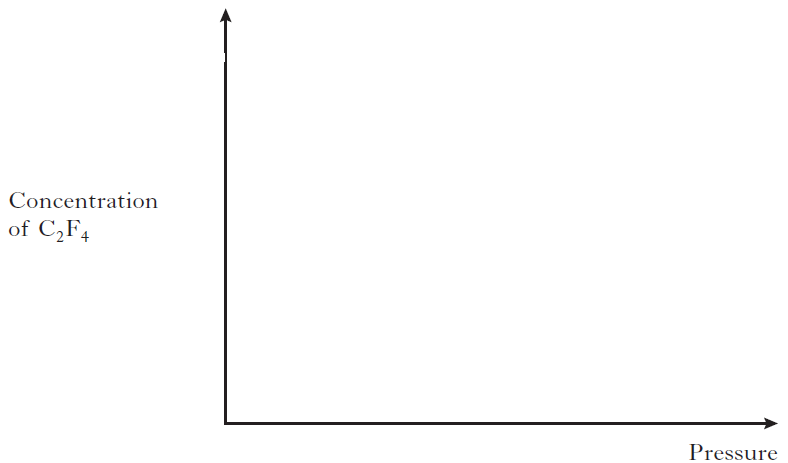 Concentration
of C₂F₄
Pressure